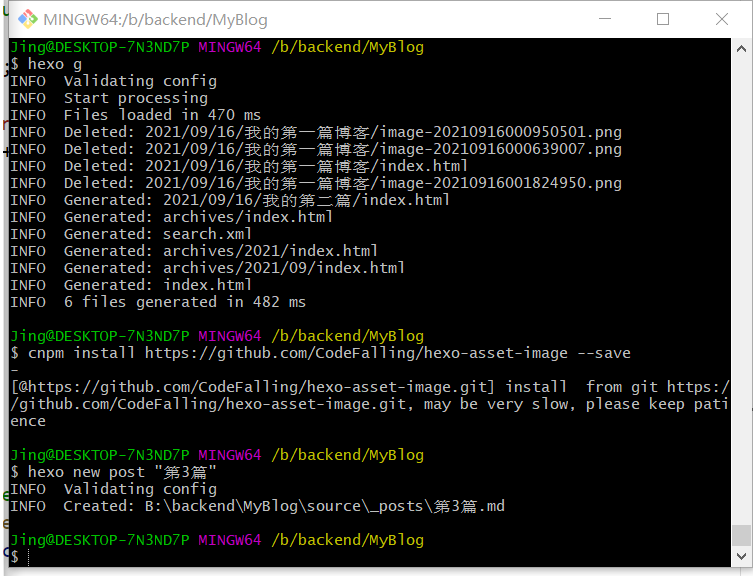 MINGW64:/b/backend/MyBlog
Jing@DESKTOP-7N3ND7P MINGW64 /b/backend/MyBlog
$ hexo g
INFO  Validating config
INFO  Start processing
INFO  Files loaded in 470 ms
INFO  Deleted: 2021/09/16/我的第一篇博客/image-20210916000950501.png
INFO  Deleted: 2021/09/16/我的第一篇博客/image-20210916000639007.png
INFO  Deleted: 2021/09/16/我的第一篇博客/index.html
INFO  Deleted: 2021/09/16/我的第一篇博客/image-20210916001824950.png
INFO  Generated: 2021/09/16/我的第二篇/index.html
INFO  Generated: archives/index.html
INFO  Generated: search.xml
INFO  Generated: archives/2021/index.html
INFO  Generated: archives/2021/09/index.html
INFO  Generated: index.html
INFO  6 files generated in 482 ms
Jing@DESKTOP-7N3ND7P MINGW64 /b/backend/MyBlog
$ cnpm install https://github.com/CodeFalling/hexo-asset-image --save
-
[@https://github.com/CodeFalling/hexo-asset-image.git] install  from git https:/
/github.com/CodeFalling/hexo-asset-image.git, may be very slow, please keep pati
ence
Jing@DESKTOP-7N3ND7P MINGW64 /b/backend/MyBlog
$ hexo new post "第3篇"
INFO  Validating config
INFO  Created: B:\backend\MyBlog\source\_posts\第3篇.md
Jing@DESKTOP-7N3ND7P MINGW64 /b/backend/MyBlog
$